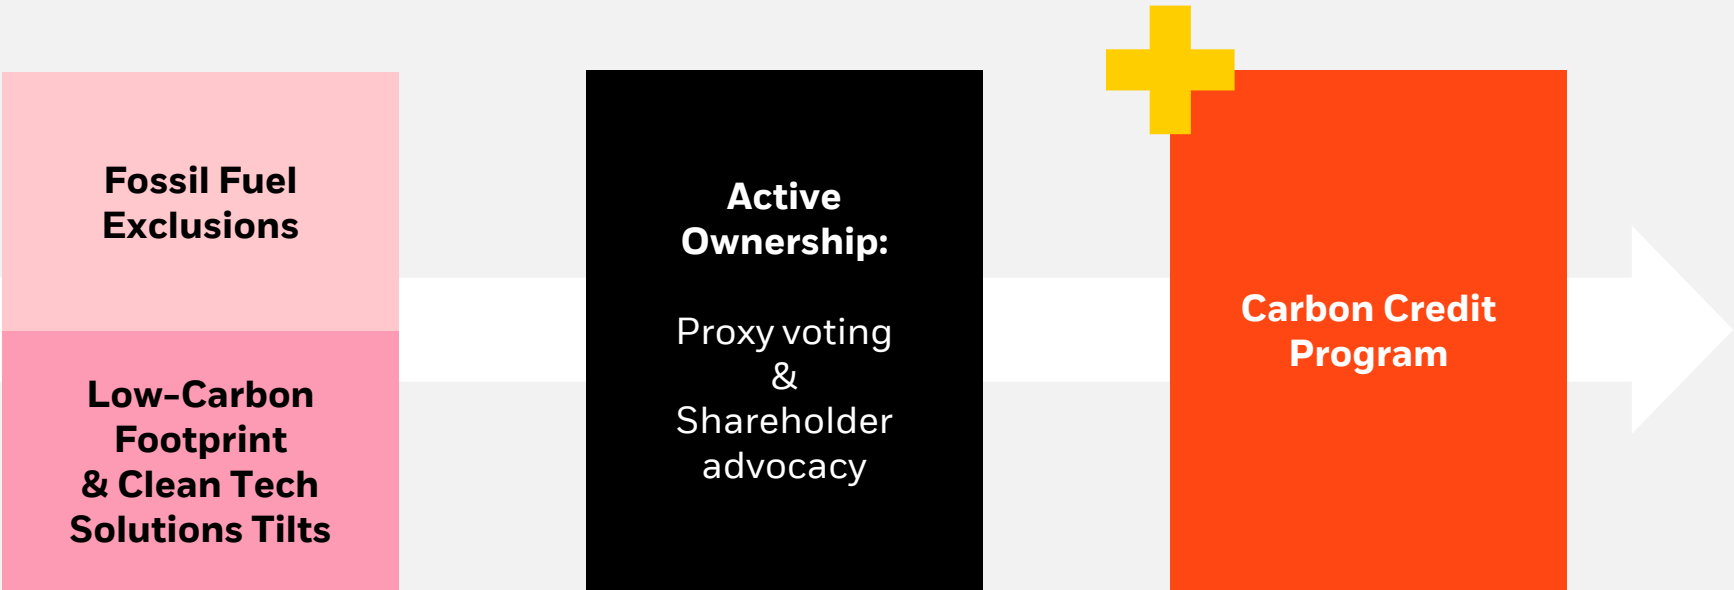 Fossil Fuel
Exclusions
Low-Carbon
Footprint
& Clean Tech
Solutions Tilts
Active
Ownership:
Proxy voting
&
Shareholder
advocacy
Carbon Credit
Program